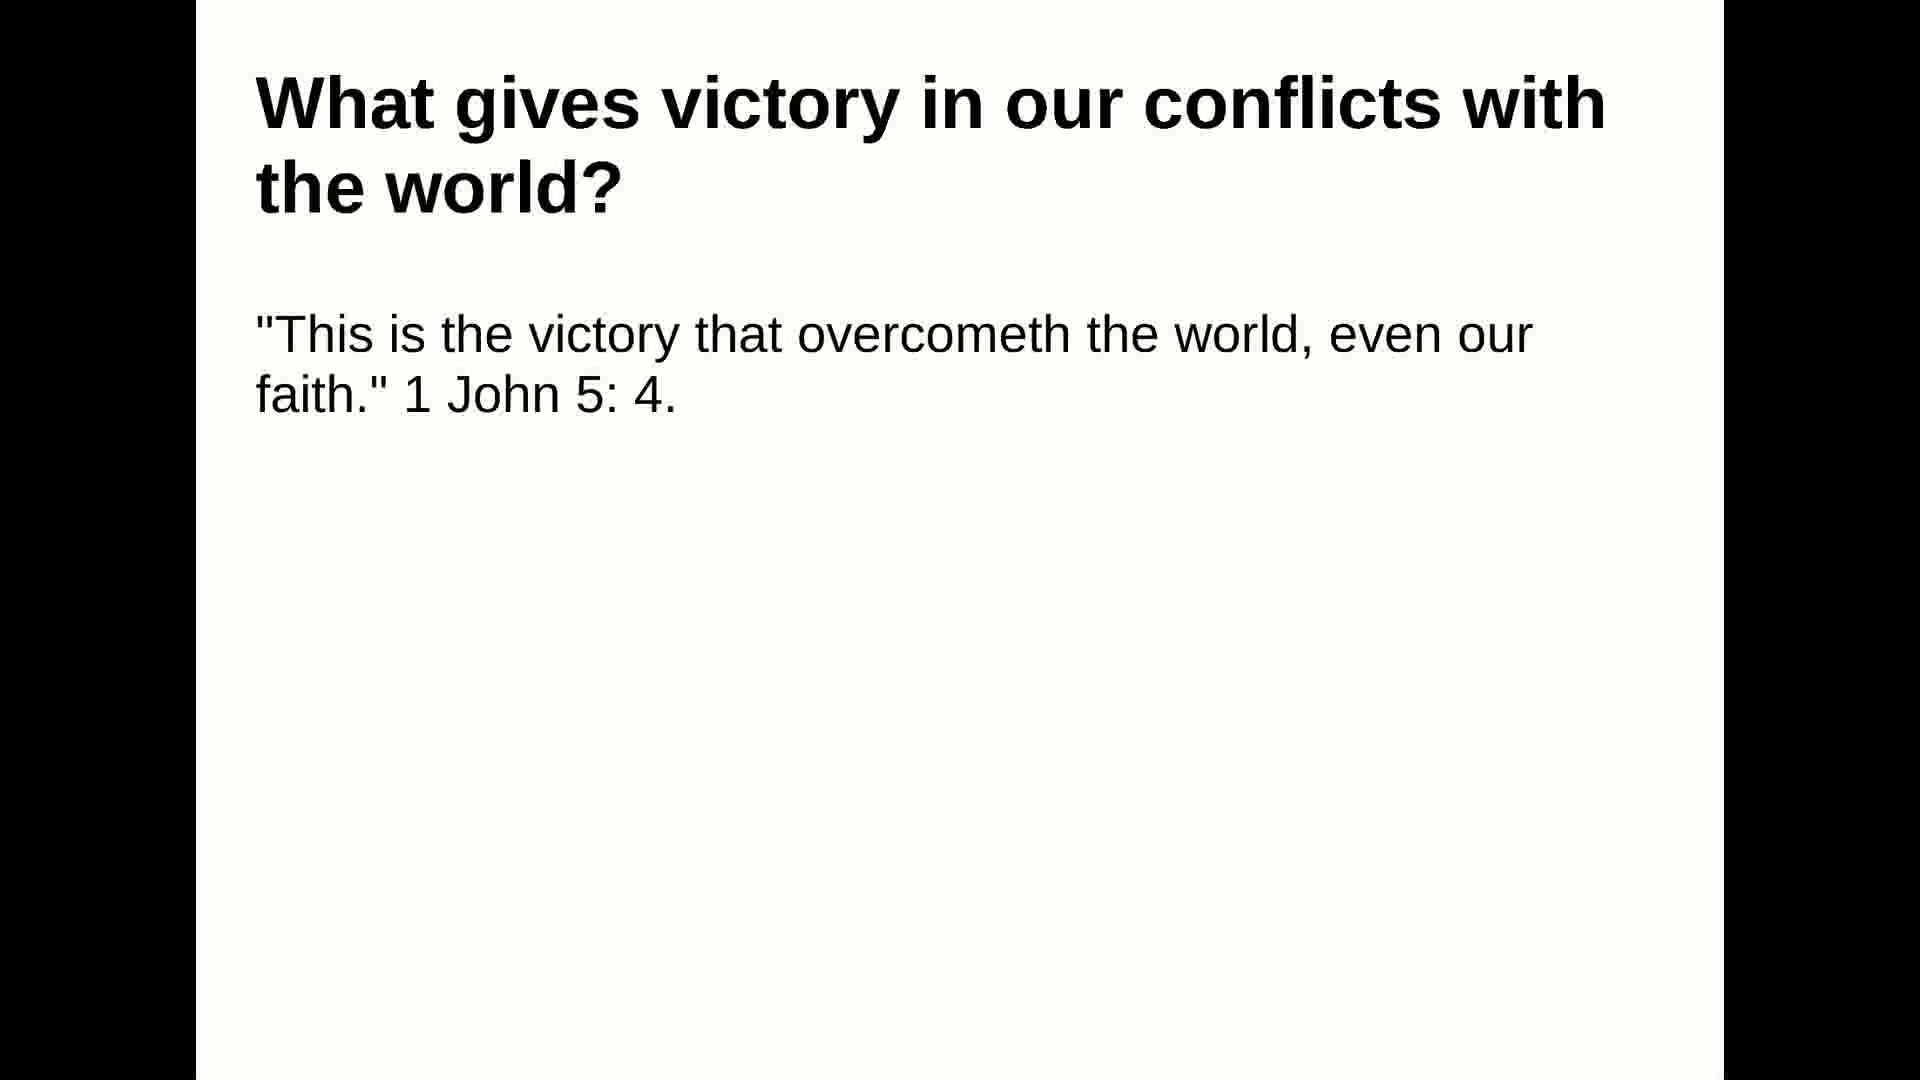 What gives victory in our conflicts with
the world?
"This is the victory that overcometh the world, even our
faith." 1 John 5: 4.